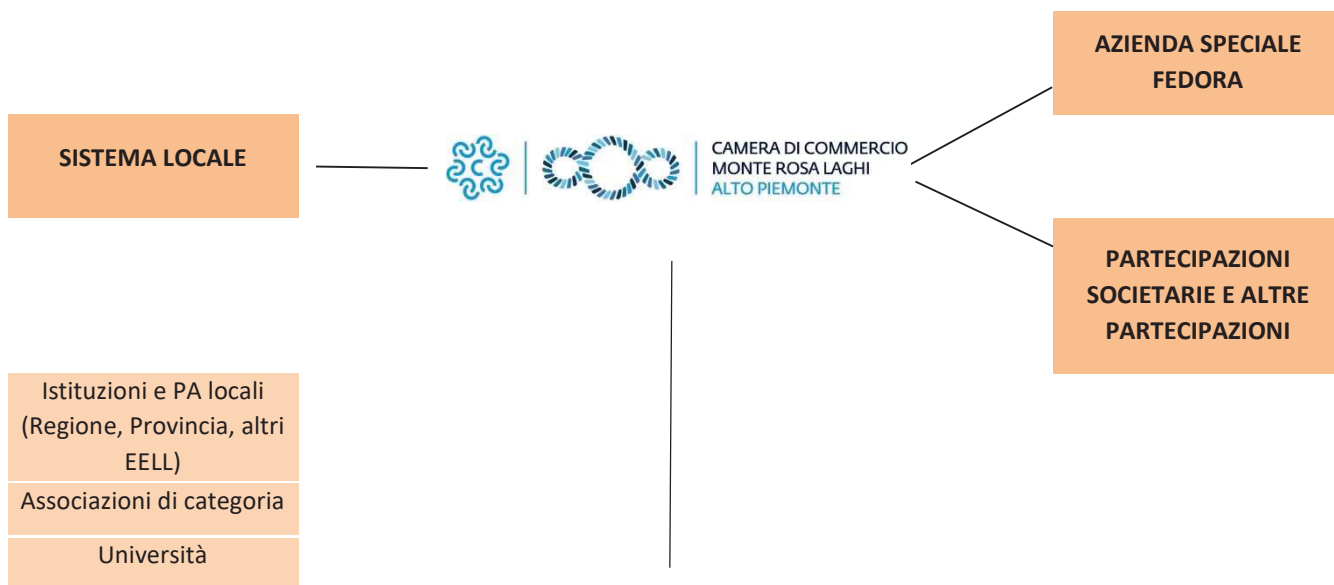 SISTEMA LOCALE
CAMERA DI COMMERCIO
MONTE ROSA LAGHI
ALTO PIEMONTE
AZIENDA SPECIALE
FEDORA
PARTECIPAZIONI
SOCIETARIE E ALTRE
PARTECIPAZIONI
Istituzioni e PA locali
(Regione, Provincia, altri
EELL)
Associazioni di categoria
Università